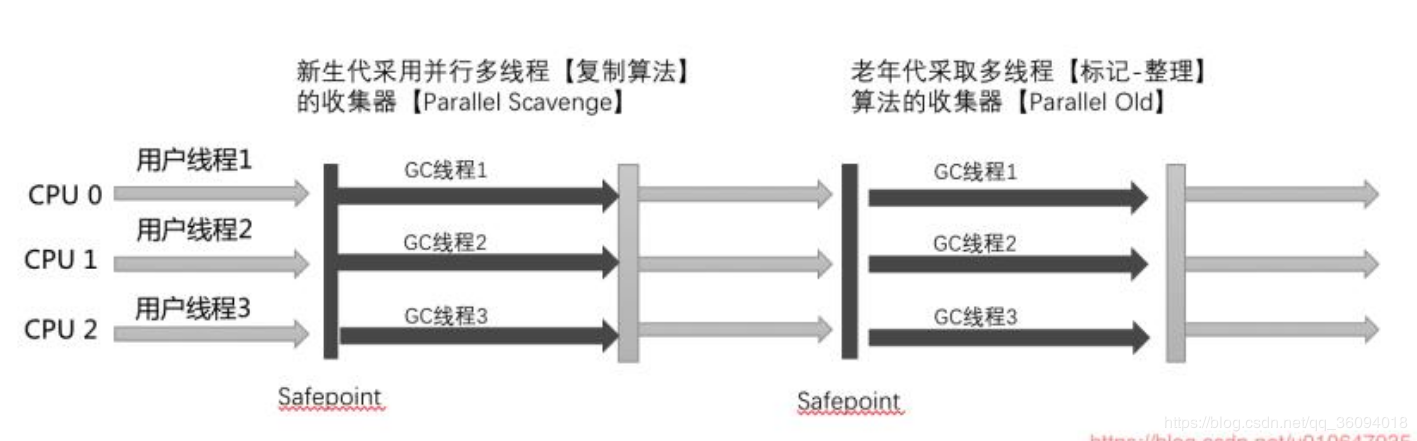 新生代采用并行多线程【复制算法】
的收集器【Parallel Scavenge】
老年代采取多线程【标记-整理】
算法的收集器【Parallel Old】
用户线程1
GC线程1
GC线程1
CPU 0
用户线程2
GC线程2
GC线程2
CPU 1
用户线程3
GC线程3
GC线程3
CPU 2
Safepoint
Safepoint
https://blog.csdn.net/qq_36094018